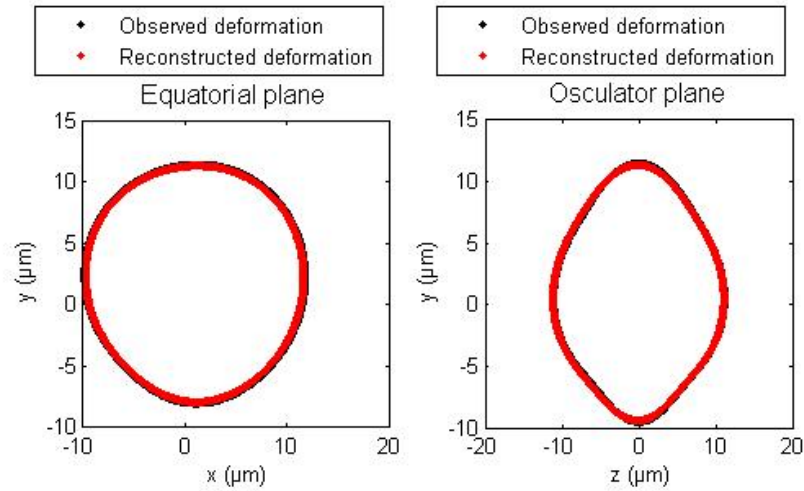 Observed deformation
Reconstructed deformation
Equatorial plane
15
10
5
0
-5
-10
-10
0
10
20
y (µm)
x (µm)
Observed deformation
Reconstructed deformation
Osculator plane
15
10
5
0
-5
-10
-20
-10
0
10
20
y (µm)
z (µm)